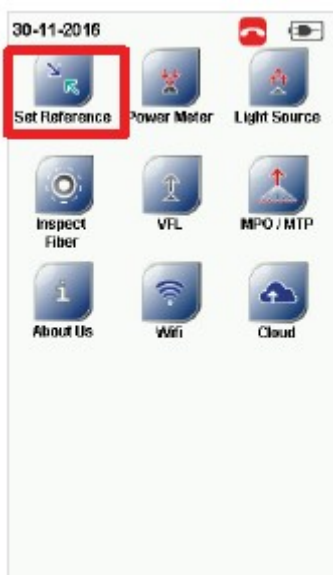 30-11-2016
Set Reference Power Meter Light Source
Inspect Fiber VFL MPO / MTP
About Us Wifi Cloud